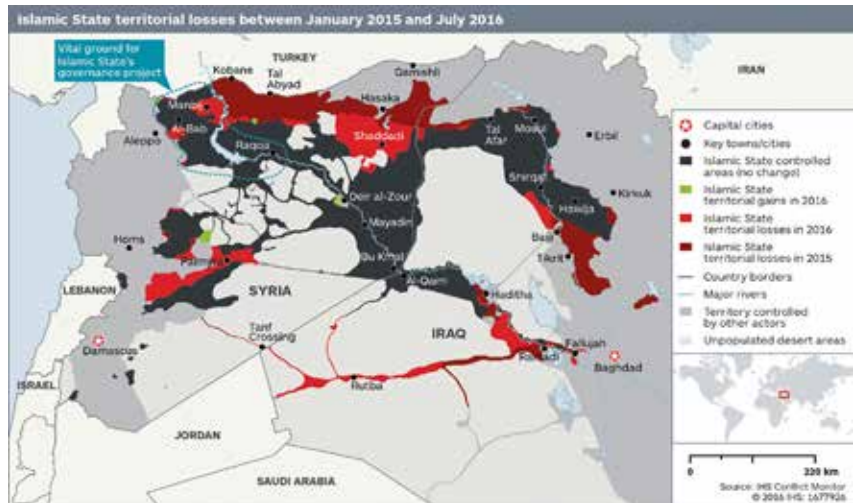 Islamic State territorial losses between January 2015 and July 2016
Vital ground for
Islamic State's
governance project
TURKEY
IRAN
Kobane
Tal
Abyad
Qamishli
Hasaka
Manbij
Al-Bab
Aleppo
Raqqa
Shaddadi
Tal
Afar
Mosul
Erbil
Shirqat
Kirkuk
Hawija
Deir al-Zour
Mayadin
Baiji
Tikrit
Homs
Palmyra
Bu Kmal
Al-Qaim
LEBANON
SYRIA
Haditha
IRAQ
Damascus
Tanf
Crossing
Fallujah
Ramadi
Baghdad
Rutba
ISRAEL
JORDAN
SAUDI ARABIA
Capital cities
Key towns/cities
Islamic State controlled
areas (no change)
Islamic State
territorial gains in 2016
Islamic State
territorial losses in 2016
Islamic State
territorial losses in 2015
Country borders
Major rivers
Territory controlled
by other actors
Unpopulated desert areas
0
220 km
Source: IHS Conflict Monitor
© 2016 IHS: 1677926